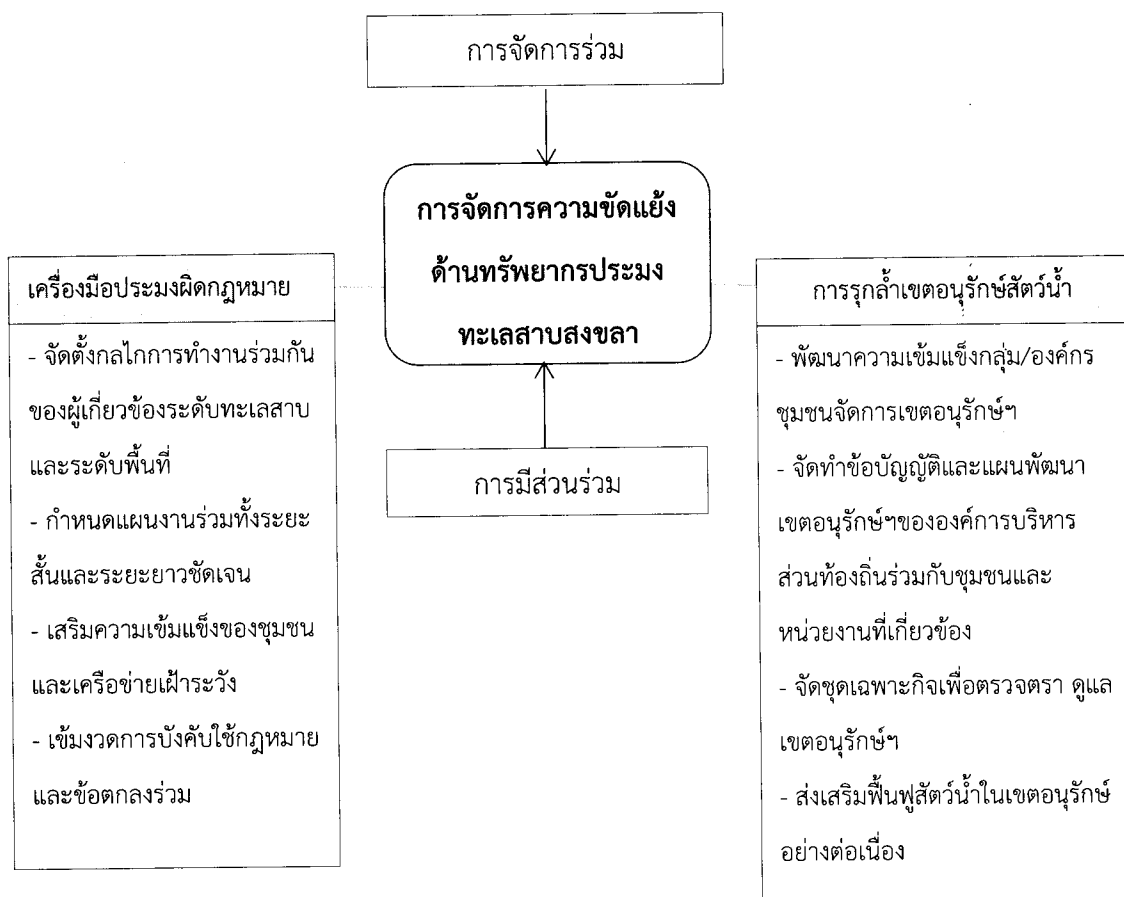 การจัดการร่วม
การจัดการความขัดแย้ง
ด้านทรัพยากรประมง
ทะเลสาบสงขลา
การมีส่วนร่วม
เครื่องมือประมงผิดกฎหมาย
- จัดตั้งกลไกการทำงานร่วมกัน
ของผู้เกี่ยวข้องระดับทะเลสาบ
และระดับพื้นที่
- กำหนดแผนงานร่วมทั้งระยะ
สั้นและระยะยาวชัดเจน
- เสริมความเข้มแข็งของชุมชน
และเครือข่ายเฝ้าระวัง
- เข้มงวดการบังคับใช้กฎหมาย
และข้อตกลงร่วม
การรุกล้ำเขตอนุรักษ์สัตว์น้ำ
- พัฒนาความเข้มแข็งกลุ่ม/องค์กร
ชุมชนจัดการเขตอนุรักษ์ฯ
- จัดทำข้อบัญญัติและแผนพัฒนา
เขตอนุรักษ์ฯขององค์การบริหาร
ส่วนท้องถิ่นร่วมกับชุมชนและ
หน่วยงานที่เกี่ยวข้อง
- จัดชุดเฉพาะกิจเพื่อตรวจตรา ดูแล
เขตอนุรักษ์ฯ
- ส่งเสริมฟื้นฟูสัตว์น้ำในเขตอนุรักษ์
อย่างต่อเนื่อง